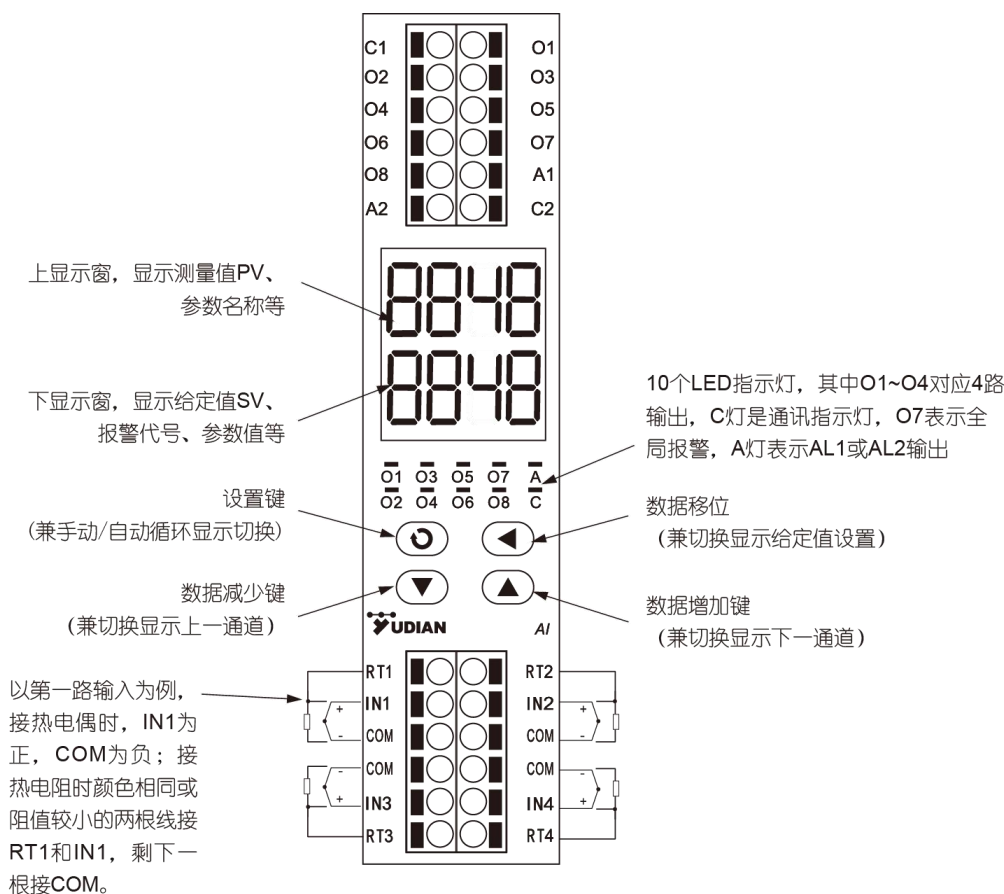 C1 O1
O2 O3
O4 O5
O6 O7
O8 A1
A2 C2
上显示窗，显示测量值PV、
参数名称等
下显示窗，显示给定值SV、
报警代号、参数值等
10个LED指示灯，其中O1~O4对应4路
输出，C灯是通讯指示灯，O7表示全
局报警，A灯表示AL1或AL2输出
O1 O3 O5 O7 A
O2 O4 O6 O8 C
设置键
(兼手动/自动循环显示切换)
数据移位
（兼切换显示给定值设置）
数据减少键
（兼切换显示上一通道）
数据增加键
（兼切换显示下一通道）
YUDIAN AI
以第一路输入为例，
接热电偶时，IN1为
正，COM为负；接
热电阻时颜色相同或
阻值较小的两根线接
RT1和IN1，剩下一
根接COM。
RT1 RT2
+ IN1 IN2 +
- COM COM -
- COM COM -
+ IN3 IN4 +
RT3 RT4